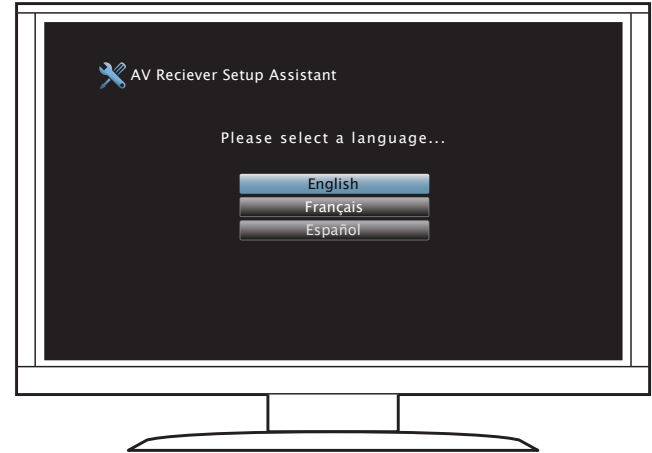 AV Reciever Setup Assistant
Please select a language...
English
Français
Español